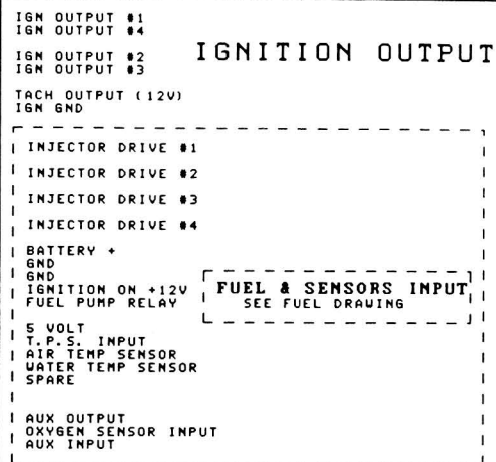 IGN OUTPUT #1
IGN OUTPUT #4
IGN OUTPUT #2
IGN OUTPUT #3
IGNITION OUTPUT
TACH OUTPUT (12V)
IGN GND
INJECTOR DRIVE #1
INJECTOR DRIVE #2
INJECTOR DRIVE #3
INJECTOR DRIVE #4
BATTERY +
GND
GND
IGNITION ON +12V
FUEL PUMP RELAY
FUEL & SENSORS INPUT
SEE FUEL DRAWING
5 VOLT
T.P.S. INPUT
AIR TEMP SENSOR
WATER TEMP SENSOR
SPARE
AUX OUTPUT
OXYGEN SENSOR INPUT
AUX INPUT